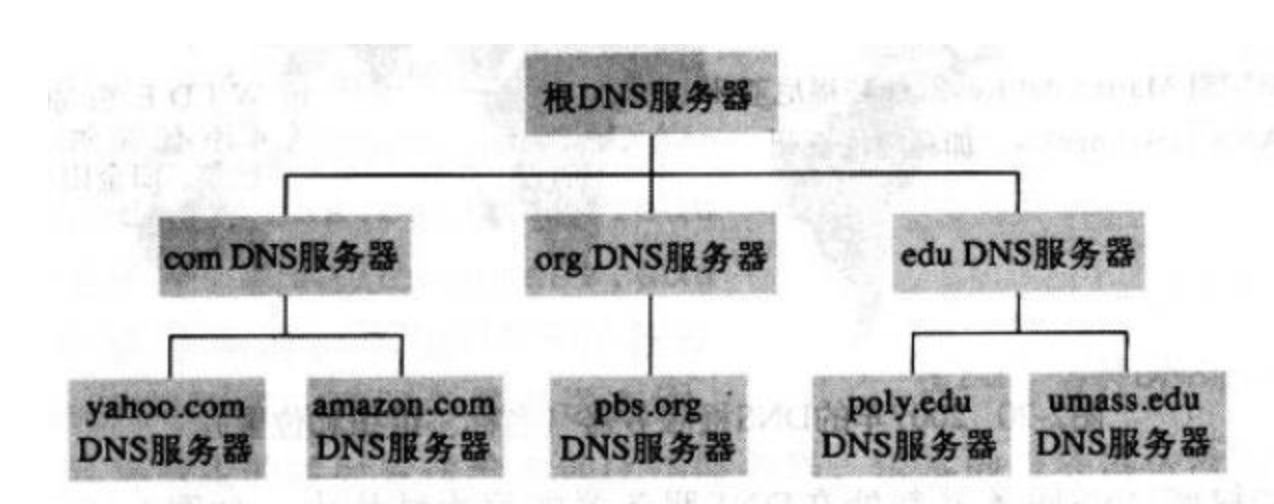 根DNS服务器
com DNS服务器
org DNS服务器
edu DNS服务器
yahoo.com
DNS服务器
amazon.com
DNS服务器
pbs.org
DNS服务器
poly.edu
DNS服务器
umass.edu
DNS服务器